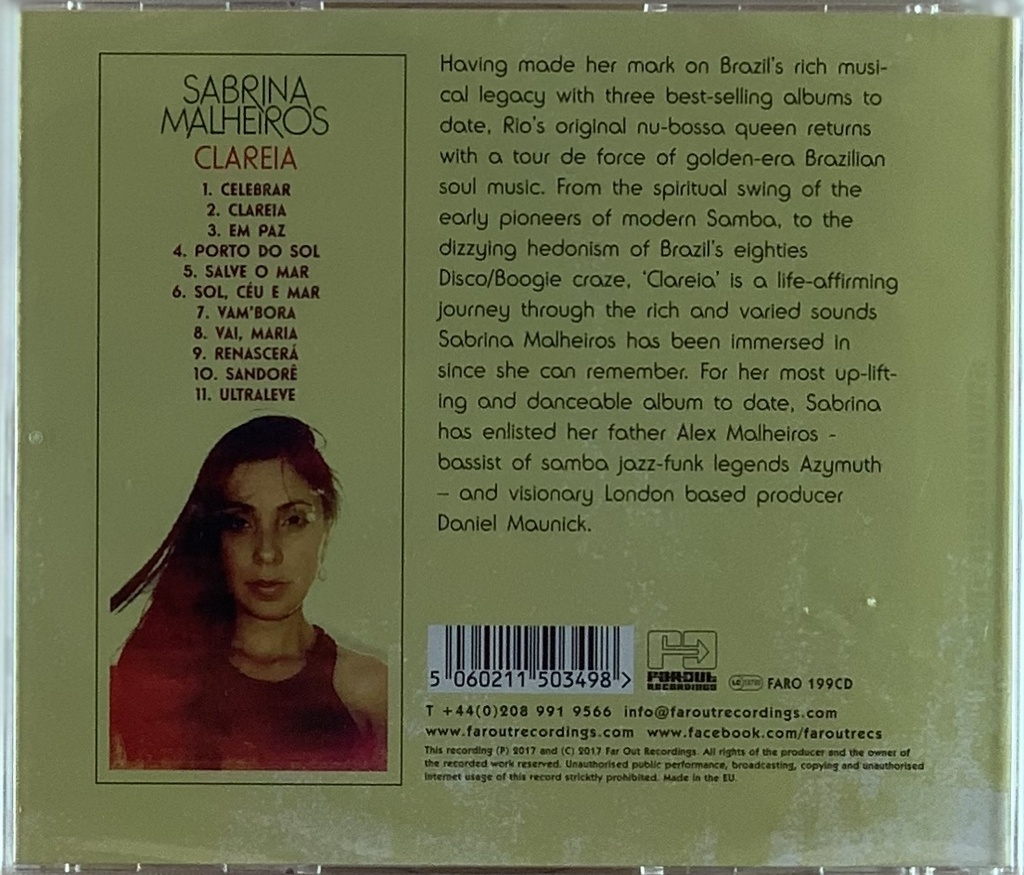 SABRINA
MALHEIROS
CLAREIA
1. CELEBRAR
2. CLAREIA
3. EM PAZ
4. PORTO DO SOL
5. SALVE O MAR
6. SOL, CÉU E MAR
7. VAM'BORA
8. VAI, MARIA
9. RENASCERÁ
10. SANDORÊ
11. ULTRALEVE
Having made her mark on Brazil's rich musi-
cal legacy with three best-selling albums to
date, Rio's original nu-bossa queen returns
with a tour de force of golden-era Brazilian
soul music. From the spiritual swing of the
early pioneers of modern Samba, to the
dizzying hedonism of Brazil's eighties
Disco/Boogie craze, 'Clareia' is a life-affirming
journey through the rich and varied sounds
Sabrina Malheiros has been immersed in
since she can remember. For her most up-lift-
ing and danceable album to date, Sabrina
has enlisted her father Alex Malheiros -
bassist of samba jazz-funk legends Azymuth
– and visionary London based producer
Daniel Maunick.
5 060211 503498 >
FAROUT
RECORDINGS
LC
FARO 199CD
T +44(0)208 991 9566 info@faroutrecordings.com
www.faroutrecordings.com www.facebook.com/faroutrecs
This recording (P) 2017 and (C) 2017 Far Out Recordings. All rights of the producer and the owner of
the recorded work reserved. Unauthorised public performance, broadcasting, copying and unauthorised
internet usage of this record stricktly prohibited. Made in the EU.